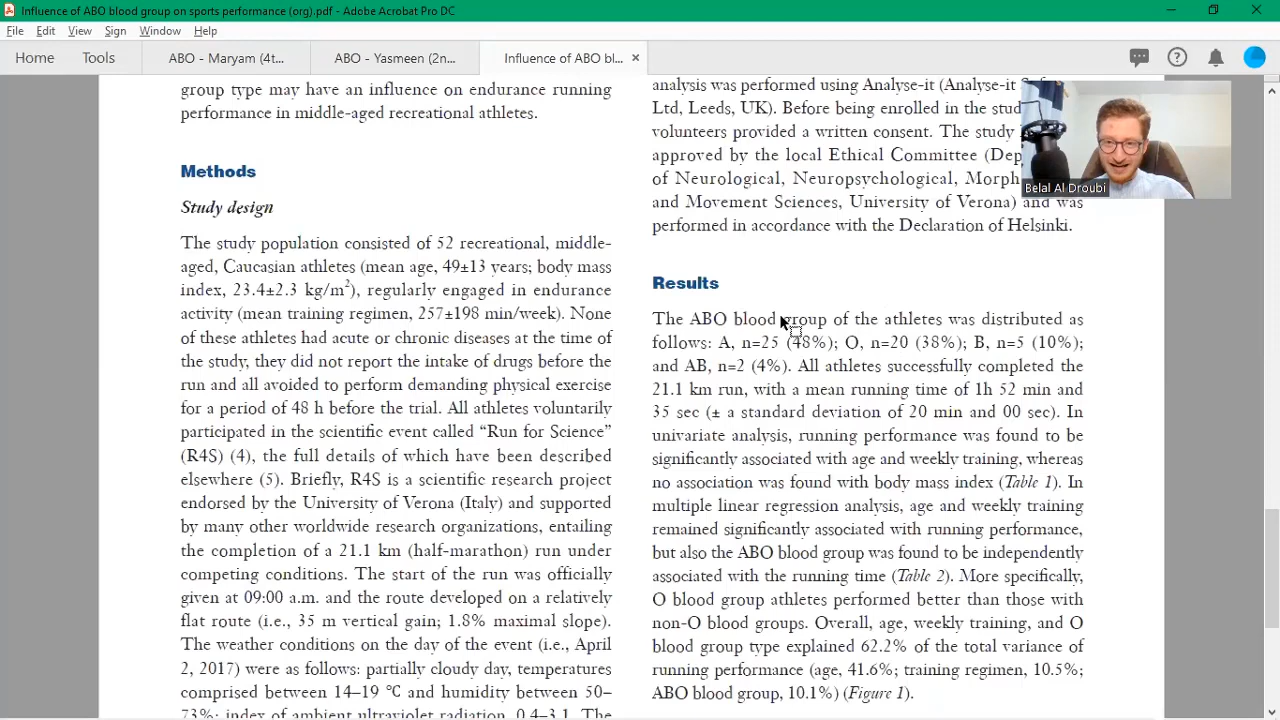 Influence of ABO blood group on sports performance (org).pdf - Adobe Acrobat Pro DC
File Edit View Sign Window Help
Home Tools ABO - Maryam (4t... ABO - Yasmeen (2n... Influence of ABO bl... ×
group type may have an influence on endurance running
performance in middle-aged recreational athletes.
Methods
Study design
The study population consisted of 52 recreational, middle-
aged, Caucasian athletes (mean age, 49±13 years; body mass
index, 23.4±2.3 kg/m²), regularly engaged in endurance
activity (mean training regimen, 257±198 min/week). None
of these athletes had acute or chronic diseases at the time of
the study, they did not report the intake of drugs before the
run and all avoided to perform demanding physical exercise
for a period of 48 h before the trial. All athletes voluntarily
participated in the scientific event called “Run for Science”
(R4S) (4), the full details of which have been described
elsewhere (5). Briefly, R4S is a scientific research project
endorsed by the University of Verona (Italy) and supported
by many other worldwide research organizations, entailing
the completion of a 21.1 km (half-marathon) run under
competing conditions. The start of the run was officially
given at 09:00 a.m. and the route developed on a relatively
flat route (i.e., 35 m vertical gain; 1.8% maximal slope).
The weather conditions on the day of the event (i.e., April
2, 2017) were as follows: partially cloudy day, temperatures
comprised between 14–19 ℃ and humidity between 50–
73%; index of ambient ultraviolet radiation, 0.4–3.1. The
analysis was performed using Analyse-it (Analyse-it
Ltd, Leeds, UK). Before being enrolled in the
volunteers provided a written consent. The study
approved by the local Ethical Committee
of Neurological, Neuropsychological,
and Movement Sciences, University of Verona) and was
performed in accordance with the Declaration of Helsinki.
Results
The ABO blood group of the athletes was distributed as
follows: A, n=25 (48%); O, n=20 (38%); B, n=5 (10%);
and AB, n=2 (4%). All athletes successfully completed the
21.1 km run, with a mean running time of 1h 52 min and
35 sec (± a standard deviation of 20 min and 00 sec). In
univariate analysis, running performance was found to be
significantly associated with age and weekly training, whereas
no association was found with body mass index (Table 1). In
multiple linear regression analysis, age and weekly training
remained significantly associated with running performance,
but also the ABO blood group was found to be independently
associated with the running time (Table 2). More specifically,
O blood group athletes performed better than those with
non-O blood groups. Overall, age, weekly training, and O
blood group type explained 62.2% of the total variance of
running performance (age, 41.6%; training regimen, 10.5%;
ABO blood group, 10.1%) (Figure 1).
Belal Al Droubi